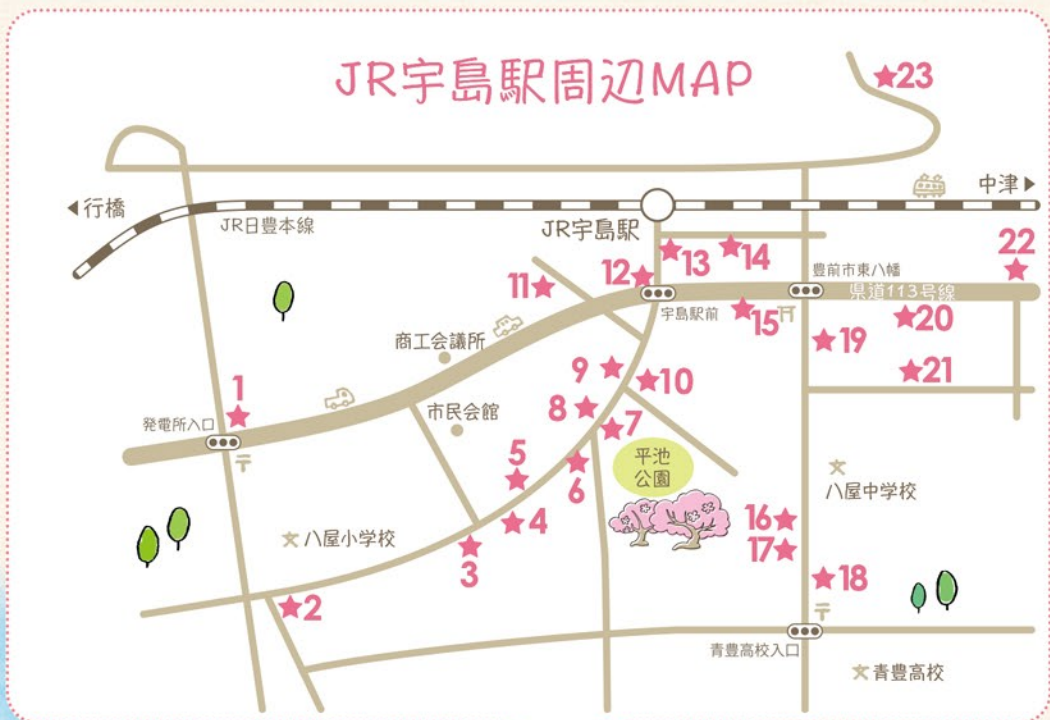 JR宇島駅周辺MAP
23
中津▶
◀行橋
JR日豊本線
JR宇島駅
22
13
14
12
11
豊前市東八幡
県道113号線
宇島駅前
15
20
19
商工会議所
9
10
21
1
8
市民会館
7
発電所入口
〒
5
平池
公園
6
文
八屋中学校
4
16
文八屋小学校
17
3
18
2
〒
青豊高校入口
文青豊高校